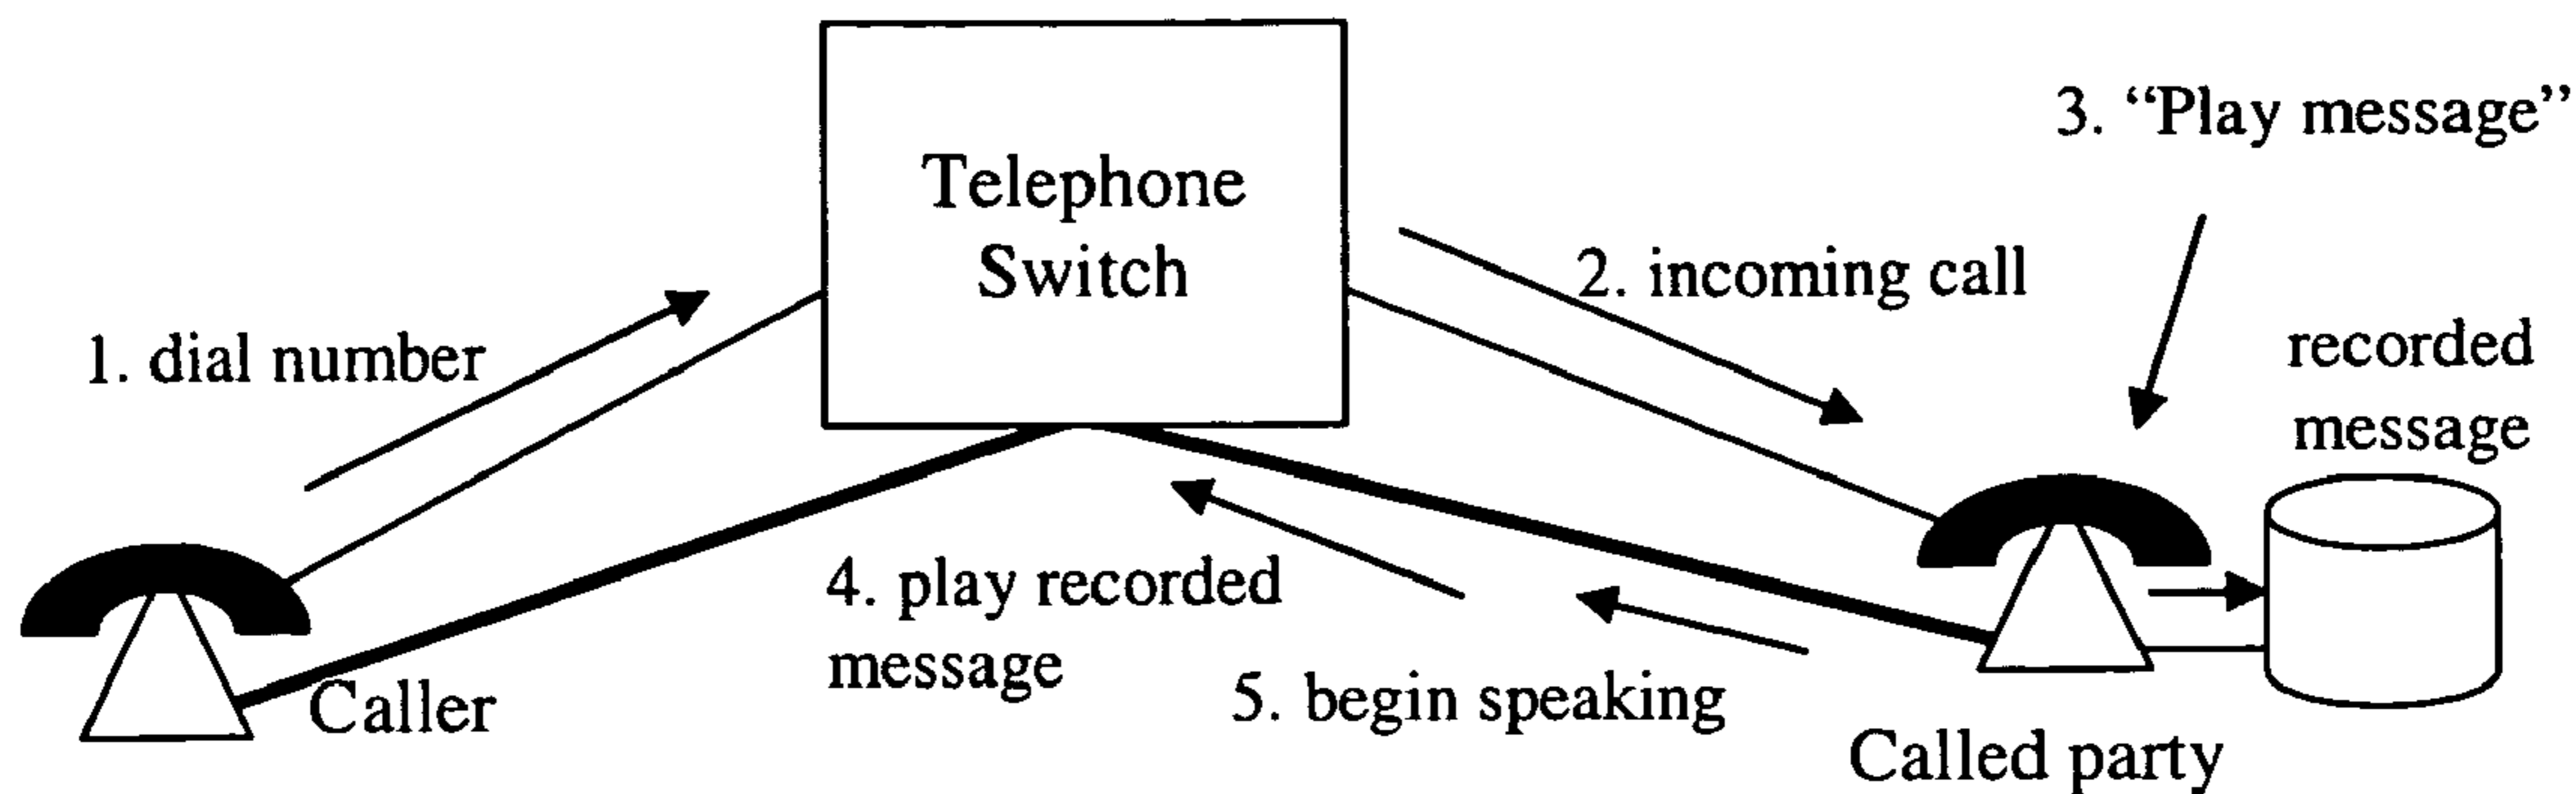 Telephone
Switch
1. dial number
2. incoming call
3. “Play message”
recorded
message
4. play recorded
message
5. begin speaking
Caller
Called party